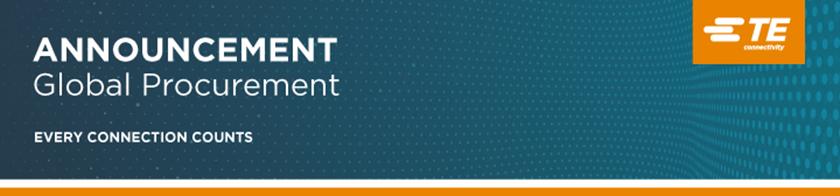 ANNOUNCEMENT
Global Procurement
EVERY CONNECTION COUNTS
TE
connectivity